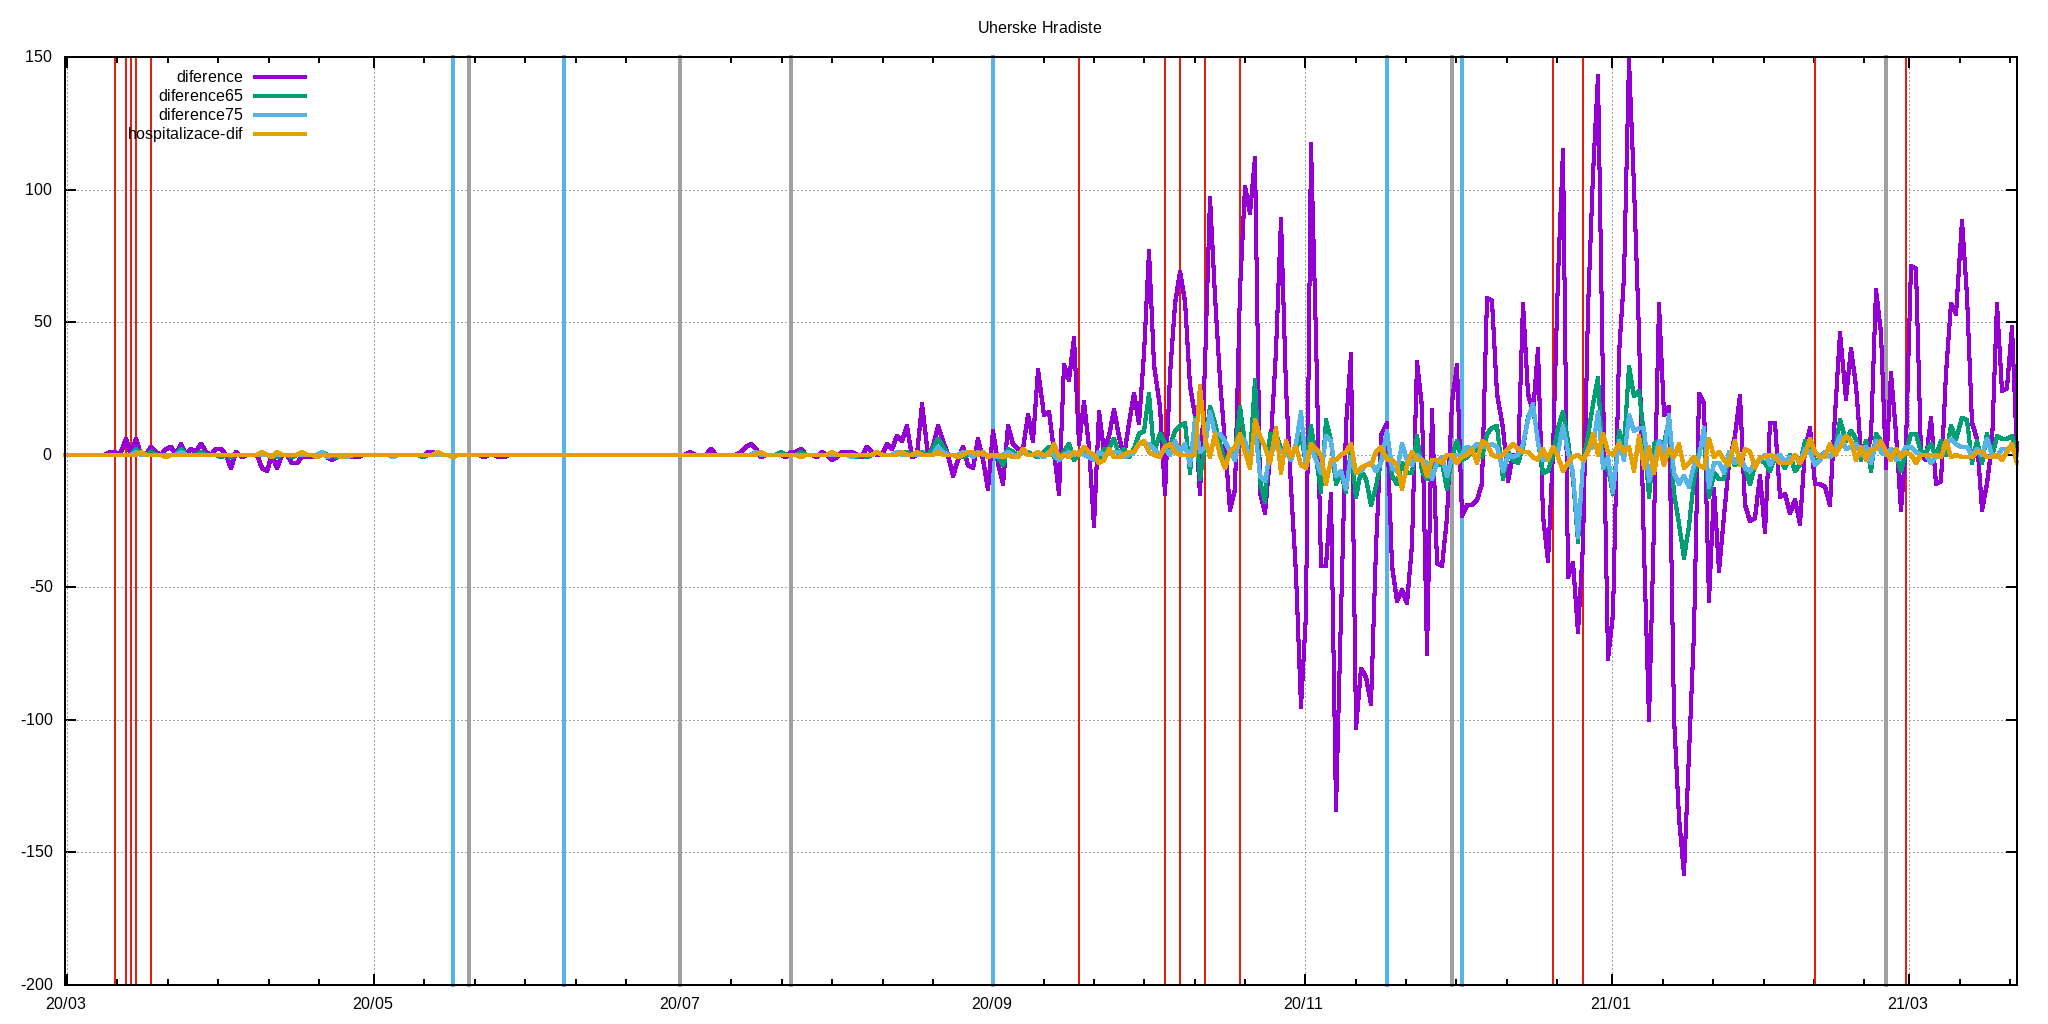 Uherske Hradiste
150
diference
diference65
diference75
hospitalizace-dif
100
50
0
-50
-100
-150
-200
20/03 20/05 20/07 20/09 20/11 21/01 21/03